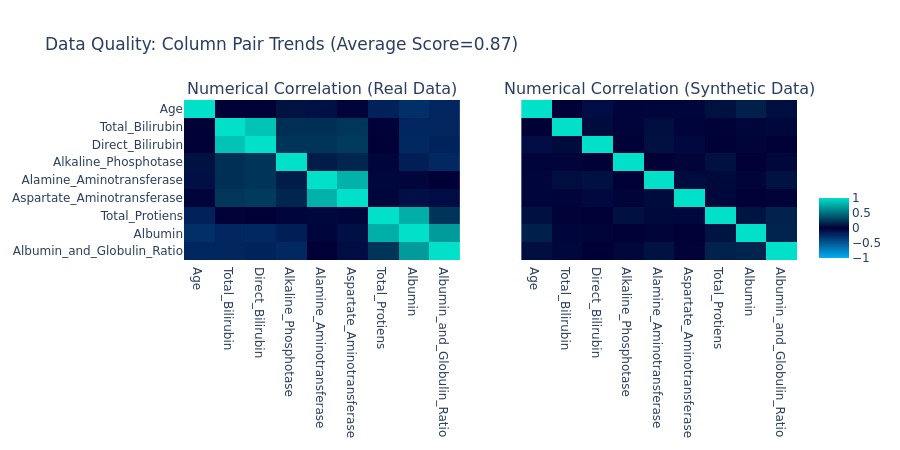 Data Quality: Column Pair Trends (Average Score=0.87)
Numerical Correlation (Real Data)
Numerical Correlation (Synthetic Data)
Age
Total_Bilirubin
Direct_Bilirubin
Alkaline_Phosphotase
Alamine_Aminotransferase
Aspartate_Aminotransferase
Total_Protiens
Albumin
Albumin_and_Globulin_Ratio
Age
Total_Bilirubin
Direct_Bilirubin
Alkaline_Phosphotase
Alamine_Aminotransferase
Aspartate_Aminotransferase
Total_Protiens
Albumin
Albumin_and_Globulin_Ratio
Age
Total_Bilirubin
Direct_Bilirubin
Alkaline_Phosphotase
Alamine_Aminotransferase
Aspartate_Aminotransferase
Total_Protiens
Albumin
Albumin_and_Globulin_Ratio
1
0.5
0
−0.5
−1